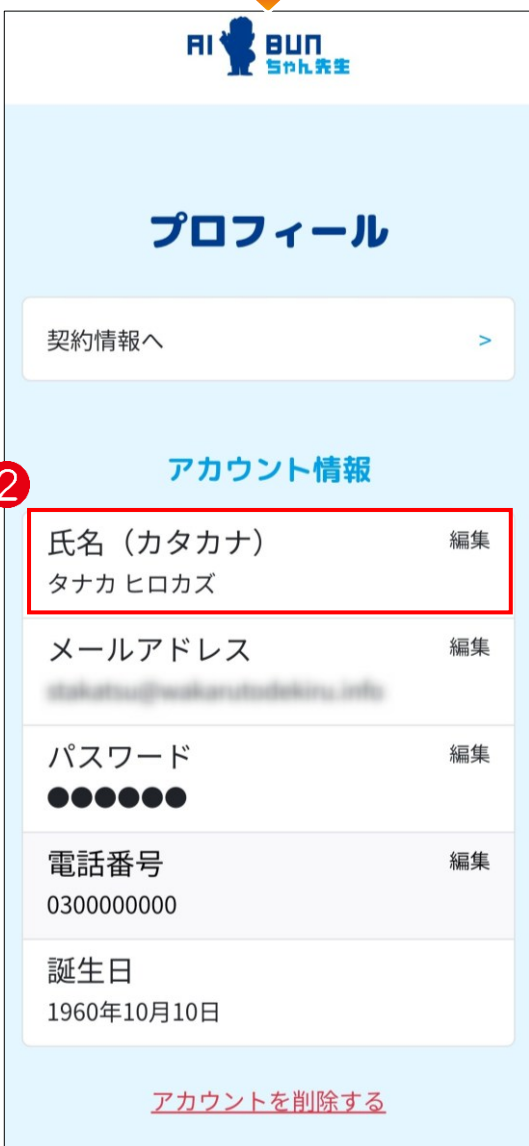 AI BUN
ちゃん先生
プロフィール
契約情報へ >
アカウント情報
2
氏名（カタカナ） 編集
タナカ ヒロカズ
メールアドレス 編集
パスワード 編集
●●●●●●
電話番号 編集
0300000000
誕生日
1960年10月10日
アカウントを削除する